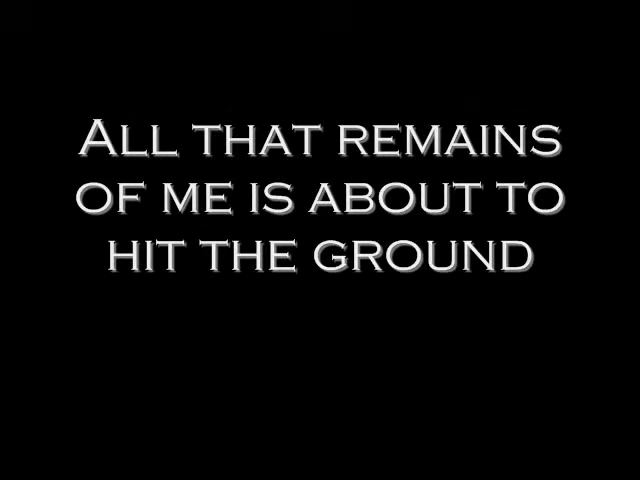 ALL THAT REMAINS
OF ME IS ABOUT TO
HIT THE GROUND